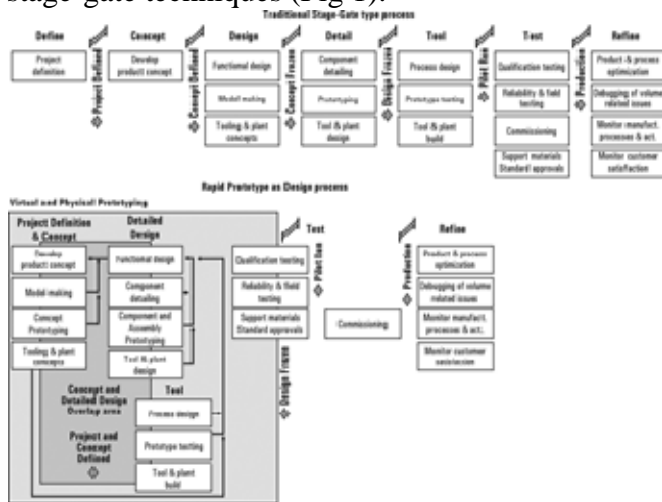 stage-gate techniques (Fig 1).
Traditional Stage-Gate type process
Define
Concept
Design
Detail
Tool
Test
Refine
Project
definition
Project Defined
Develop
product concept
Concept Defined
Functional design
Model making
Tooling & plant
concepts
Concept Frozen
Component
detailing
Prototyping
Tool & plant
design
Design Frozen
Process design
Prototype testing
Tool & plant
build
Pilot Run
Qualification testing
Reliability & field
testing
Commissioning
Support materials
Standard approvals
Production
Product & process
optimization
Debugging of volume
related issues
Monitor manufact.
processes & act.
Monitor customer
satisfaction
Rapid Prototype as Design process
Virtual and Physical Prototyping
Project Definition
& Concept
Develop
product concept
Model making
Concept
Prototyping
Tooling & plant
concepts
Detailed
Design
Functional design
Component
detailing
Component and
Assembly
Prototyping
Tool & plant
design
Concept and
Detailed Design
Overlap area
Project and
Concept
Defined
Tool
Process design
Prototype testing
Tool & plant
build
Test
Qualification testing
Reliability & field
testing
Support materials
Standard approvals
Design Frozen
Pilot Run
Commissioning
Production
Refine
Product & process
optimization
Debugging of volume
related issues
Monitor manufact.
processes & act.
Monitor customer
satisfaction